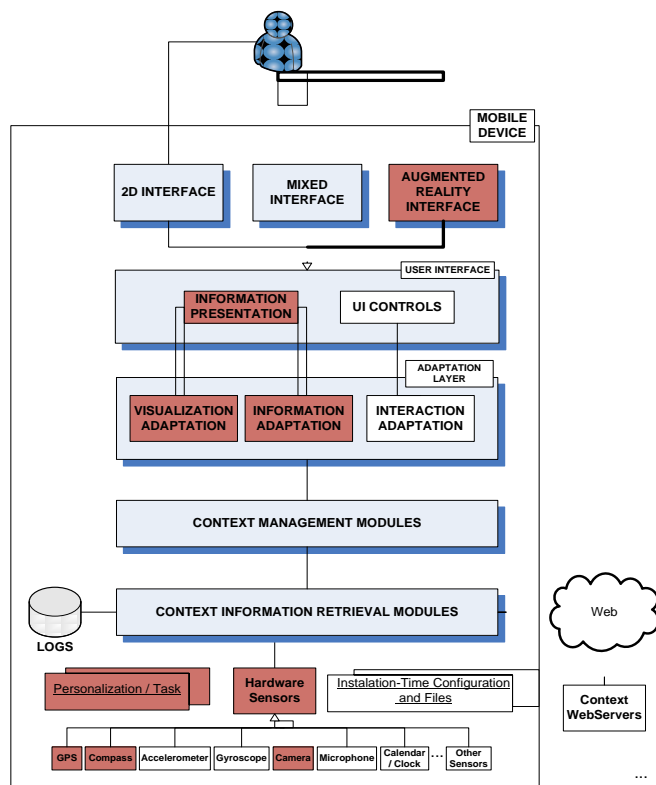 MOBILE
DEVICE
2D INTERFACE
MIXED
INTERFACE
AUGMENTED
REALITY
INTERFACE
USER INTERFACE
INFORMATION
PRESENTATION
UI CONTROLS
ADAPTATION
LAYER
VISUALIZATION
ADAPTATION
INFORMATION
ADAPTATION
INTERACTION
ADAPTATION
CONTEXT MANAGEMENT MODULES
CONTEXT INFORMATION RETRIEVAL MODULES
LOGS
Web
Personalization / Task
Hardware
Sensors
Instalation-Time Configuration
and Files
Context
WebServers
GPS
Compass
Accelerometer
Gyroscope
Camera
Microphone
Calendar
/ Clock
...
Other
Sensors
...